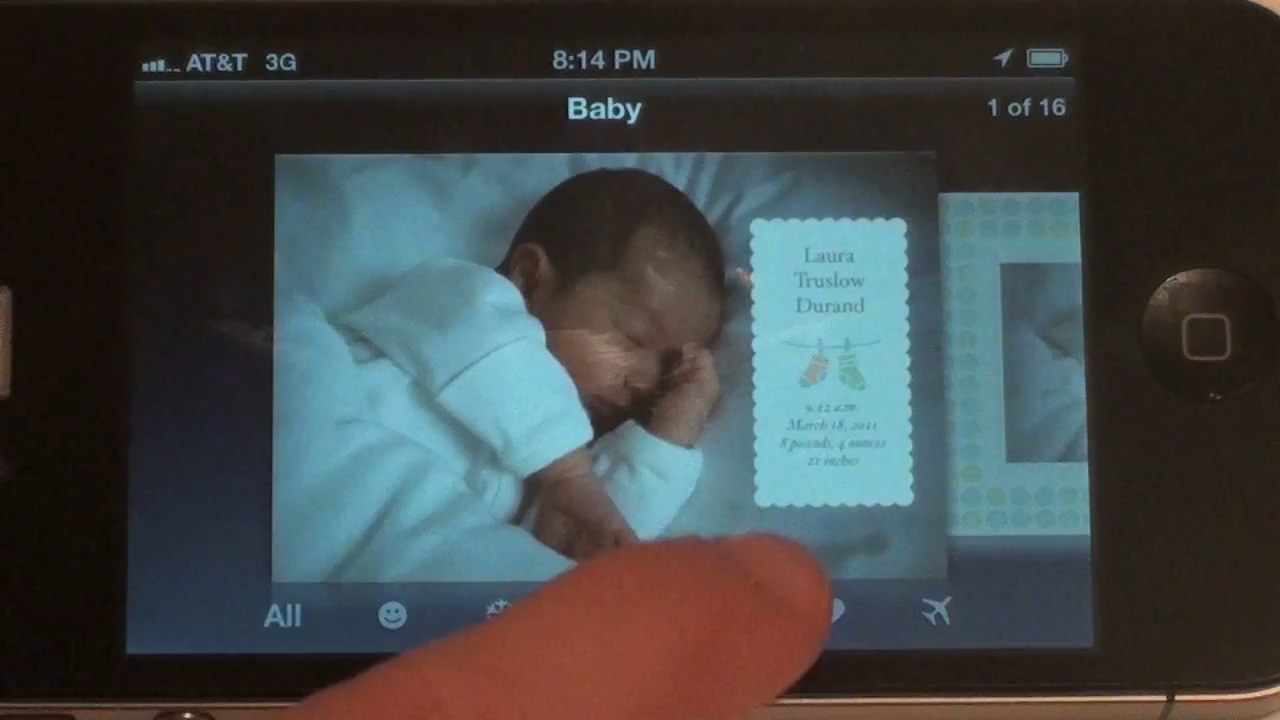 AT&T 3G 8:14 PM
Baby 1 of 16
Laura
Truslow
Durand
9:22 a.m.
March 18, 2011
8 pounds, 4 ounces
21 inches
All